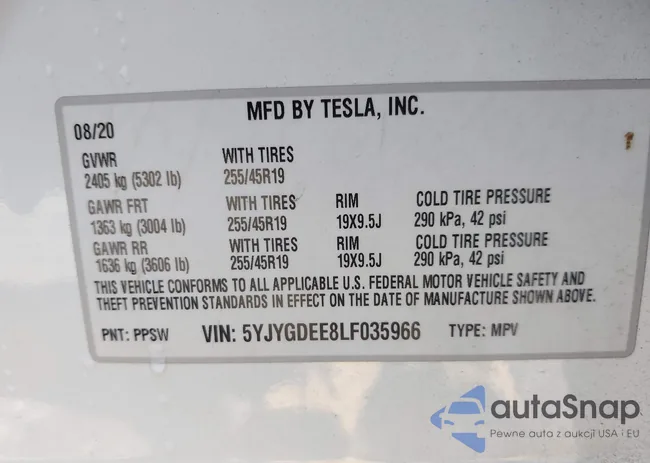 MFD BY TESLA, INC.
08/20
GVWR WITH TIRES
2405 kg (5302 lb) 255/45R19
GAWR FRT WITH TIRES RIM COLD TIRE PRESSURE
1363 kg (3004 lb) 255/45R19 19X9.5J 290 kPa, 42 psi
GAWR RR WITH TIRES RIM COLD TIRE PRESSURE
1636 kg (3606 lb) 255/45R19 19X9.5J 290 kPa, 42 psi
THIS VEHICLE CONFORMS TO ALL APPLICABLE U.S. FEDERAL MOTOR VEHICLE SAFETY AND
THEFT PREVENTION STANDARDS IN EFFECT ON THE DATE OF MANUFACTURE SHOWN ABOVE.
PNT: PPSW VIN: 5YJYGDEE8LF035966 TYPE: MPV
autoSnap
Pewne auta z aukcji USA i EU